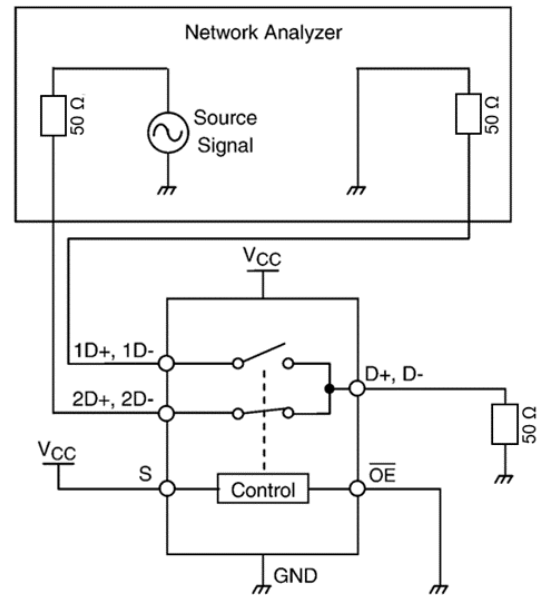 Network Analyzer
50 Ω
Source
Signal
50 Ω
VCC
1D+, 1D-
D+, D-
2D+, 2D-
50 Ω
VCC
S
Control
OE
GND